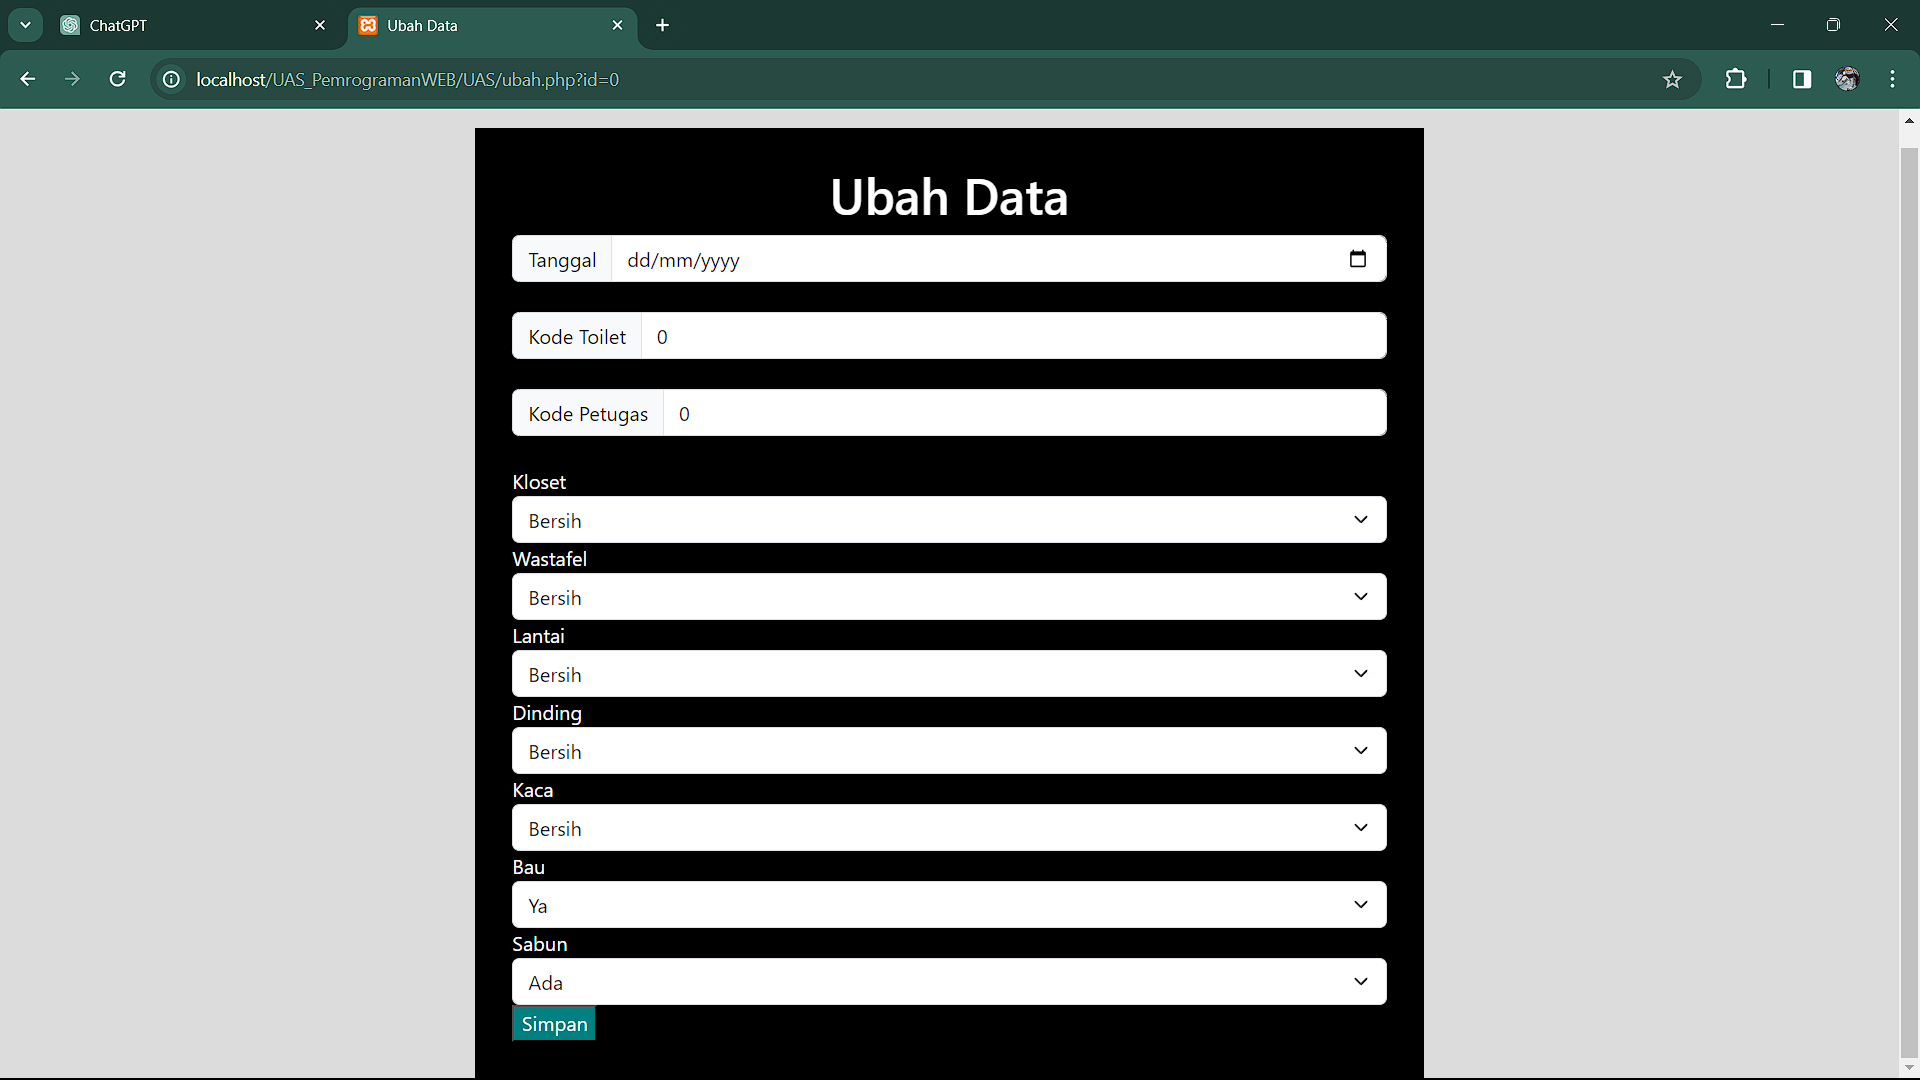 ChatGPT
Ubah Data
localhost/UAS_PemrogramanWEB/UAS/ubah.php?id=0
Ubah Data
Tanggal dd/mm/yyyy
Kode Toilet 0
Kode Petugas 0
Kloset
Bersih
Wastafel
Bersih
Lantai
Bersih
Dinding
Bersih
Kaca
Bersih
Bau
Ya
Sabun
Ada
Simpan